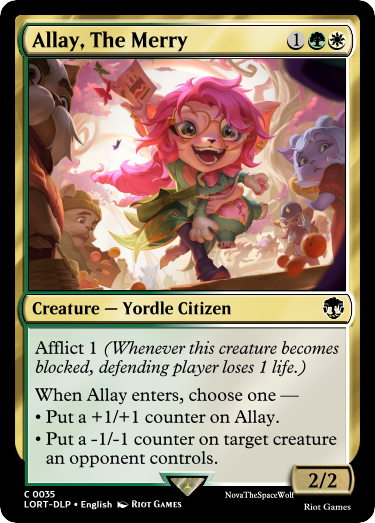 Allay, The Merry 1
Creature — Yordle Citizen
Afflict 1 (Whenever this creature becomes
blocked, defending player loses 1 life.)
When Allay enters, choose one —
• Put a +1/+1 counter on Allay.
• Put a -1/-1 counter on target creature
an opponent controls.
2/2
C 0035
LORT-DLP • English Riot Games
NovaTheSpaceWolf
Riot Games